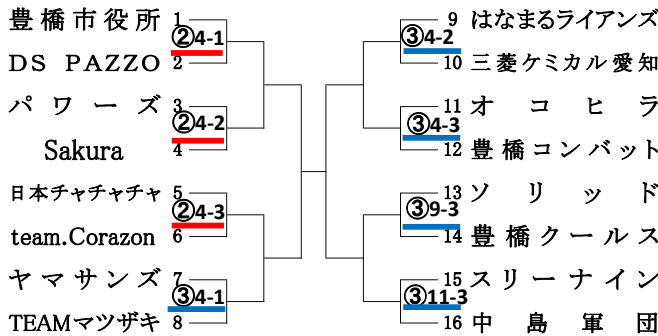 豊橋市役所 1
②4-1
DS PAZZO 2
パワーズ 3
②4-2
Sakura 4
日本チャチャチャ 5
②4-3
team.Corazon 6
ヤマサンズ 7
③4-1
TEAMマツザキ 8
9 はなまるライアンズ
③4-2
10 三菱ケミカル愛知
11 オコヒラ
③4-3
12 豊橋コンバット
13 ソリッド
③9-3
14 豊橋クールス
15 スリーナイン
③11-3
16 中島軍団